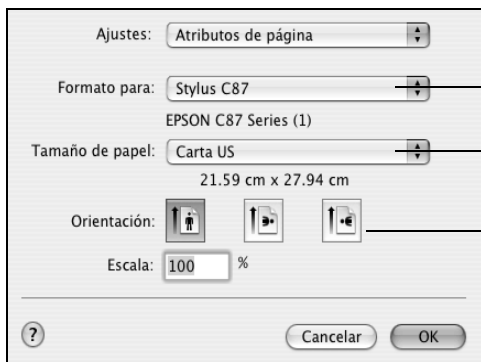 Ajustes: Atributos de página
Formato para: Stylus C87
EPSON C87 Series (1)
Tamaño de papel: Carta US
21.59 cm x 27.94 cm
Orientación:
Escala: 100 %
? Cancelar OK